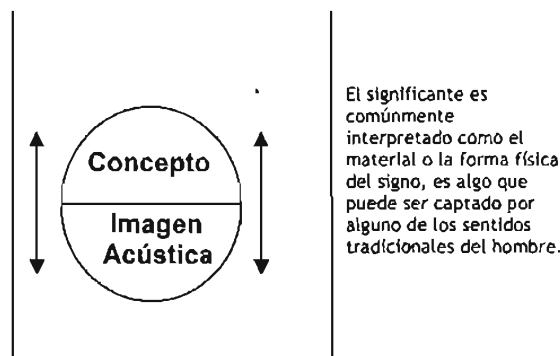 Concepto
Imagen
Acústica
El significante es
comúnmente
interpretado como el
material o la forma física
del signo, es algo que
puede ser captado por
alguno de los sentidos
tradicionales del hombre.